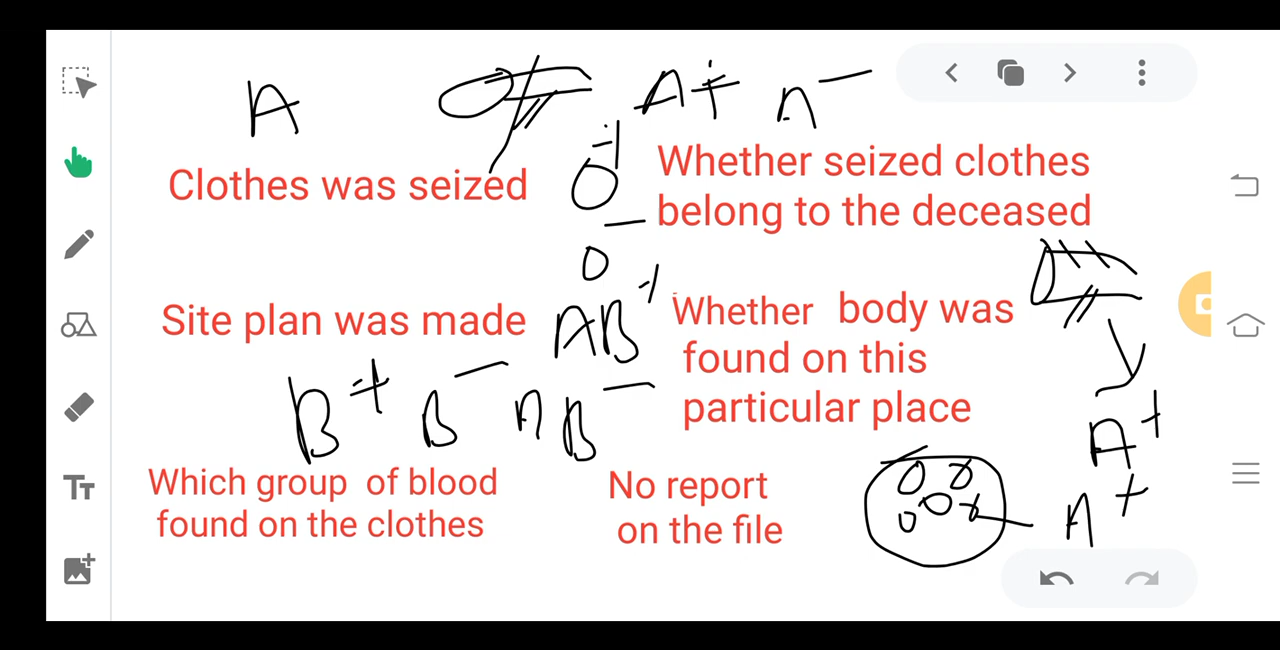 A A+ A-
Clothes was seized
O+
Whether seized clothes
belong to the deceased
O-
Site plan was made
AB+
Whether body was
found on this
particular place
B+ B- AB-
A+
Which group of blood
found on the clothes
No report
on the file
A+
TT